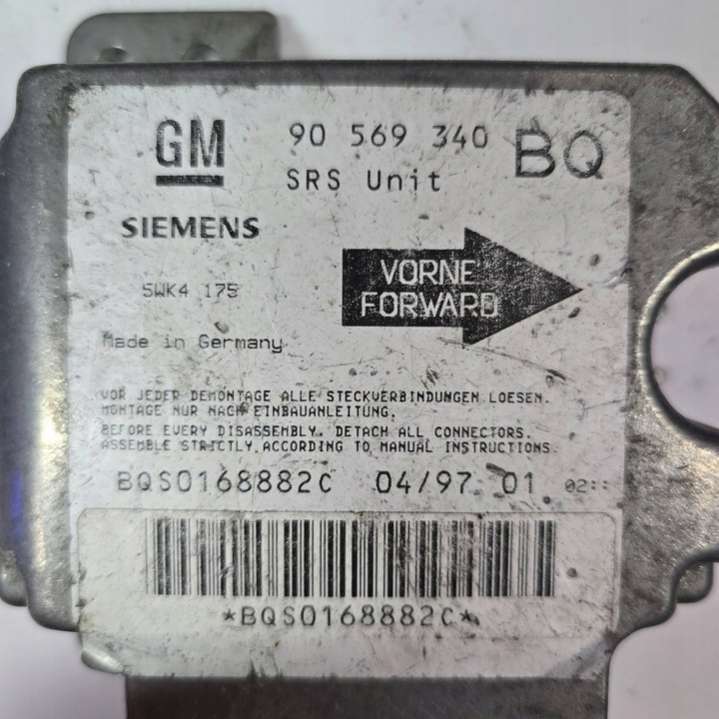 GM 90 569 340 BQ
SRS Unit
SIEMENS
5WK4 175
VORNE
FORWARD
Made in Germany
VOR JEDER DEMONTAGE ALLE STECKVERBINDUNGEN LOESEN.
MONTAGE NUR NACH EINBAUANLEITUNG.
BEFORE EVERY DISASSEMBLY. DETACH ALL CONNECTORS.
ASSEMBLE STRICTLY ACCORDING TO MANUAL INSTRUCTIONS.
BQS0168882C 04/97 01 02::
*BQS0168882C*